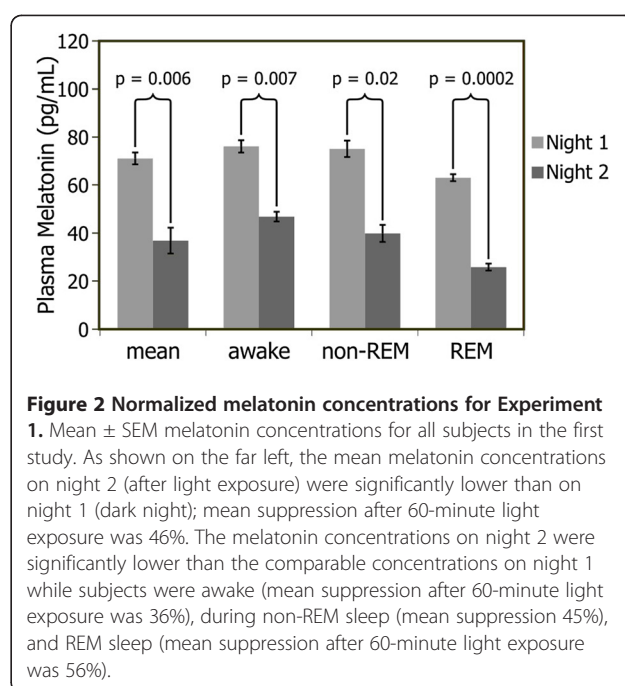 120
100
80
60
40
20
0
Plasma Melatonin (pg/mL)
p = 0.006 p = 0.007 p = 0.02 p = 0.0002
Night 1
Night 2
mean awake non-REM REM
Figure 2 Normalized melatonin concentrations for Experiment
1. Mean ± SEM melatonin concentrations for all subjects in the first
study. As shown on the far left, the mean melatonin concentrations
on night 2 (after light exposure) were significantly lower than on
night 1 (dark night); mean suppression after 60-minute light
exposure was 46%. The melatonin concentrations on night 2 were
significantly lower than the comparable concentrations on night 1
while subjects were awake (mean suppression after 60-minute light
exposure was 36%), during non-REM sleep (mean suppression 45%),
and REM sleep (mean suppression after 60-minute light exposure
was 56%).